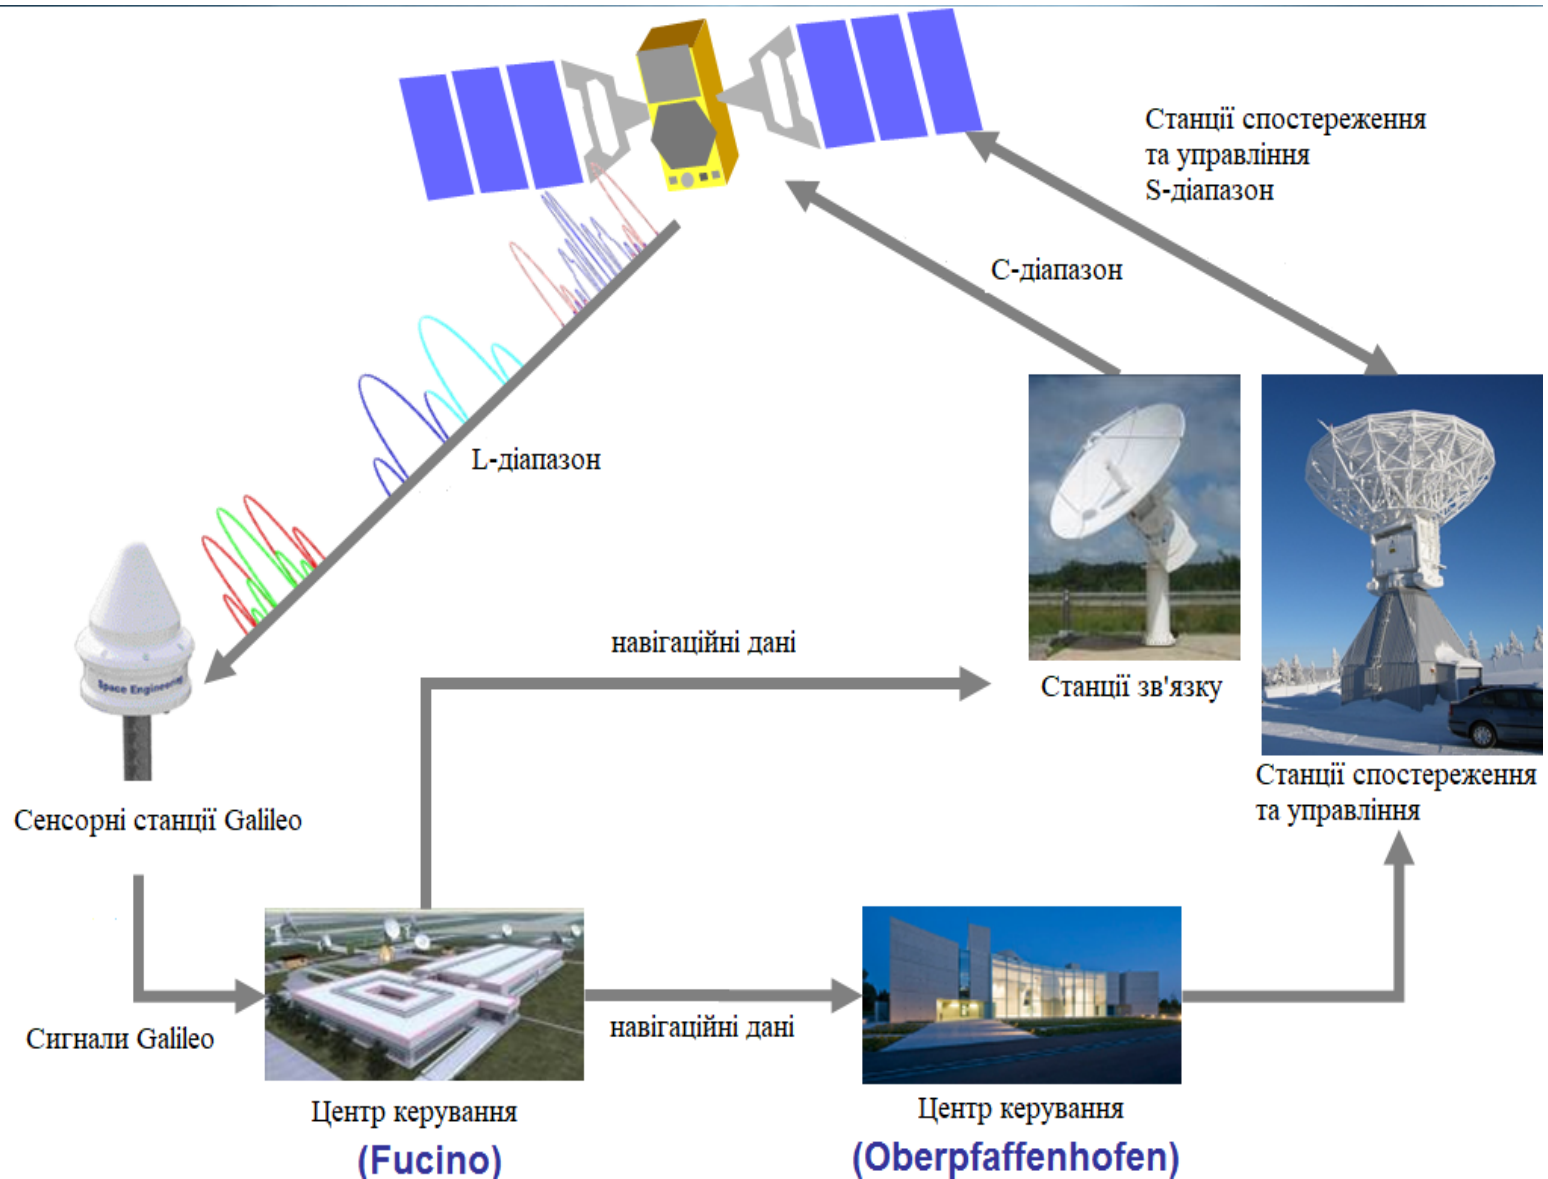 Станції спостереження
та управління
S-діапазон
C-діапазон
L-діапазон
Space Engineering
навігаційні дані
Станції зв'язку
Станції спостереження
та управління
Сенсорні станції Galileo
Сигнали Galileo
навігаційні дані
Центр керування
(Fucino)
Центр керування
(Oberpfaffenhofen)